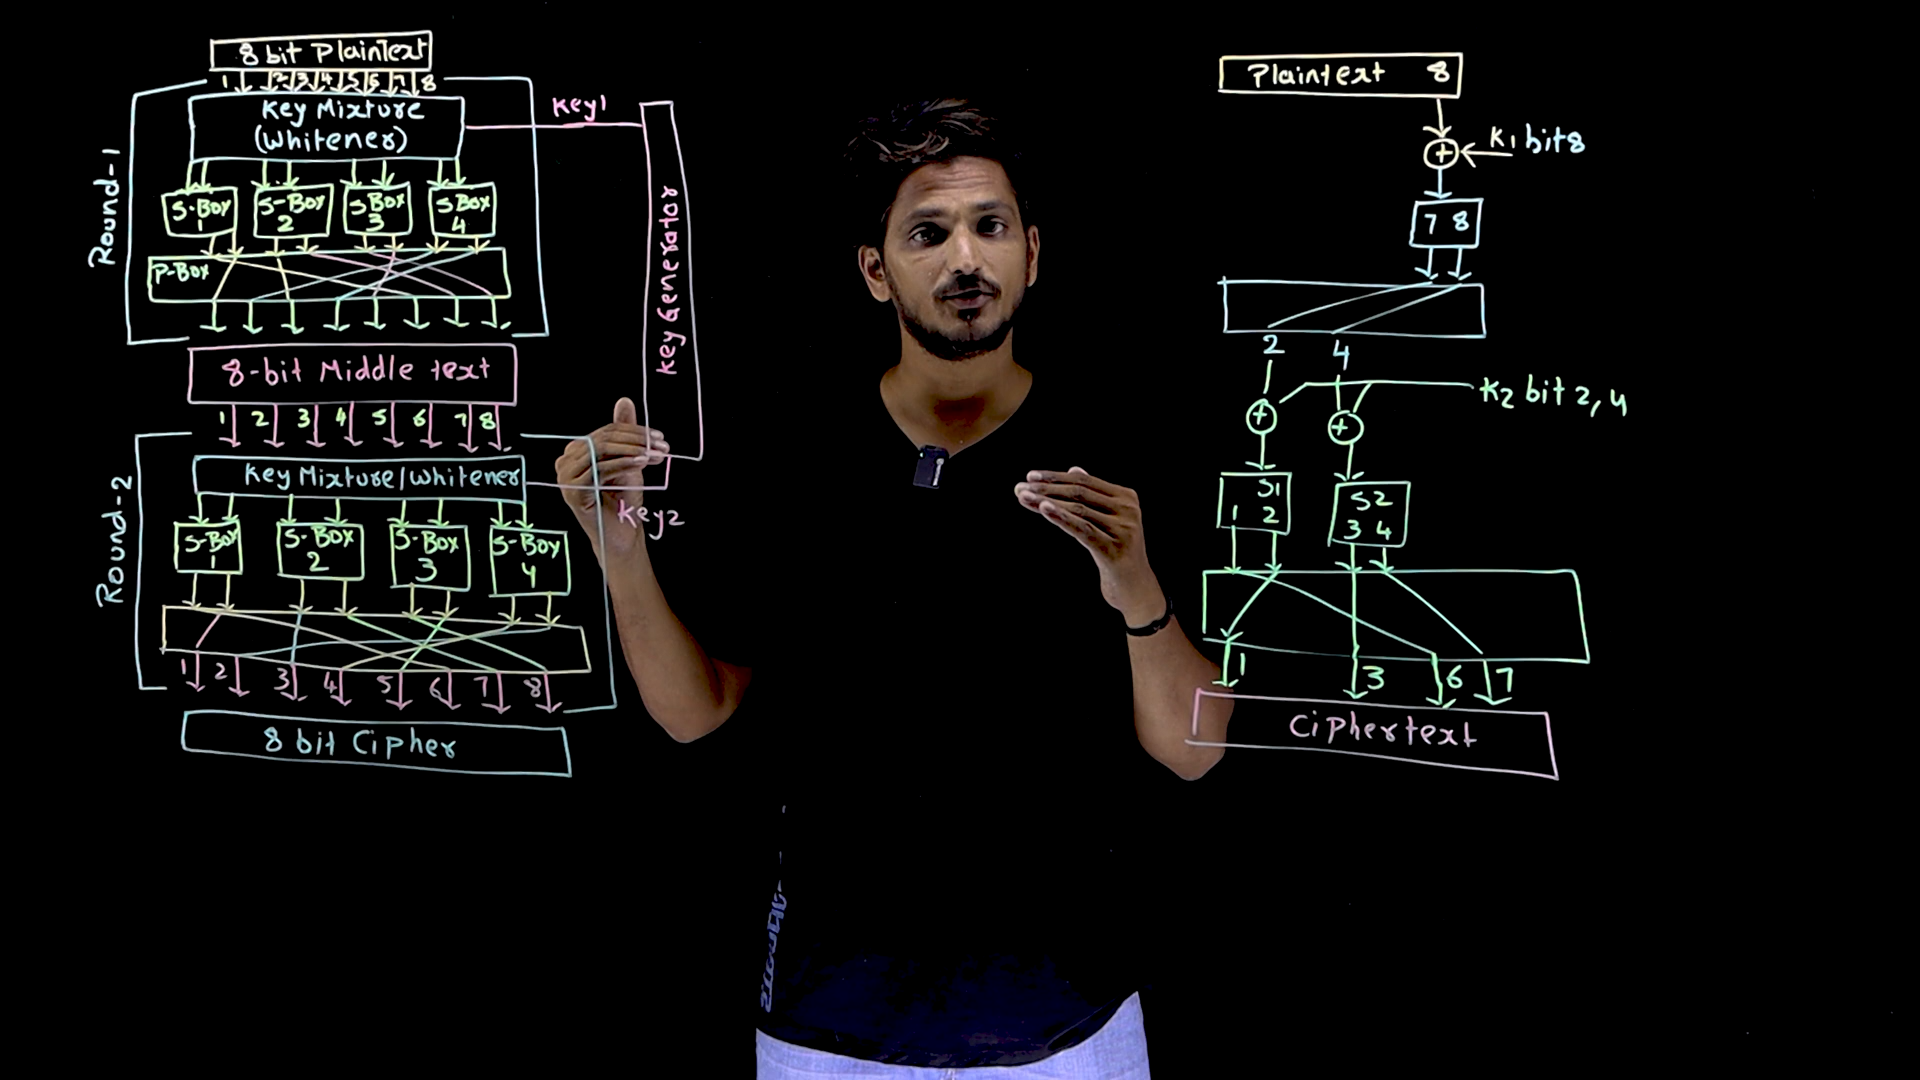 8 bit PlainText
1 2 3 4 5 6 7 8
Key Mixture
(Whitener)
Key1
Round-1
S-Box
1
S-Box
2
SBox
3
SBox
4
P-Box
Key Generator
8-bit Middle text
1 2 3 4 5 6 7 8
Key Mixture/Whitener
Key2
Round-2
S-Box
1
S-Box
2
S-Box
3
S-Box
4
1 2 3 4 5 6 7 8
8 bit Cipher
Plaintext 8
+ K1 bit8
7 8
2 4
K2 bit 2, 4
+ +
S1
1 2
S2
3 4
1 3 6 7
Ciphertext